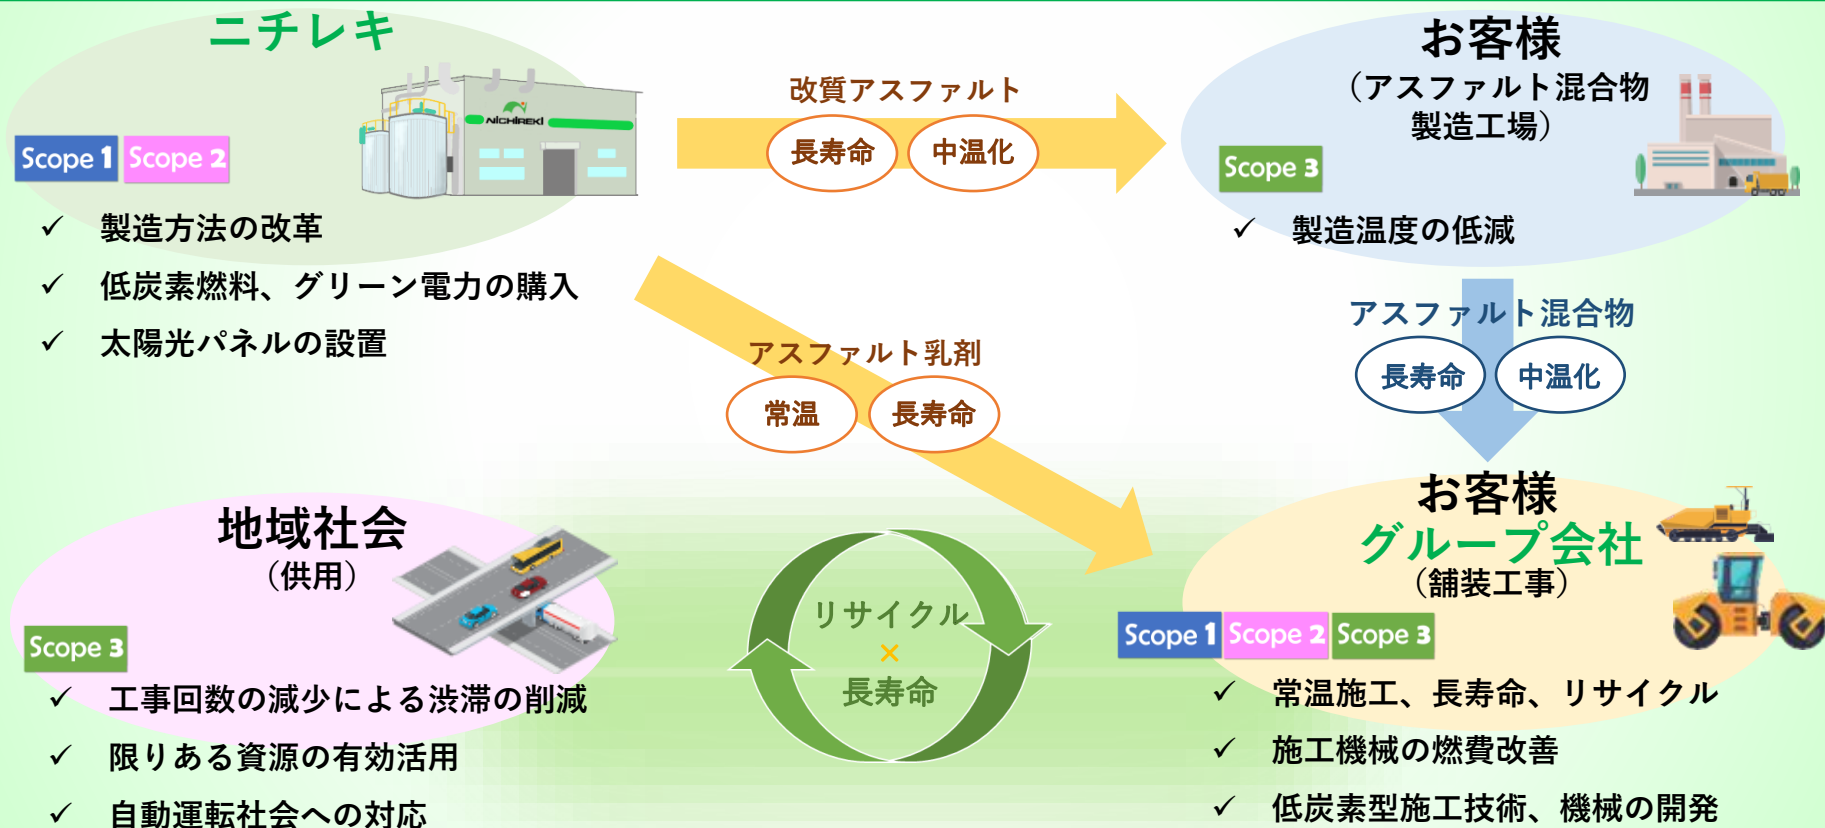 ニチレキ
NICHIREKI
Scope 1 Scope 2
✓ 製造方法の改革
✓ 低炭素燃料、グリーン電力の購入
✓ 太陽光パネルの設置
改質アスファルト
長寿命 中温化
お客様
（アスファルト混合物
製造工場）
Scope 3
✓ 製造温度の低減
アスファルト混合物
長寿命 中温化
アスファルト乳剤
常温 長寿命
お客様
グループ会社
（舗装工事）
Scope 1 Scope 2 Scope 3
✓ 常温施工、長寿命、リサイクル
✓ 施工機械の燃費改善
✓ 低炭素型施工技術、機械の開発
リサイクル
×
長寿命
地域社会
（供用）
Scope 3
✓ 工事回数の減少による渋滞の削減
✓ 限りある資源の有効活用
✓ 自動運転社会への対応